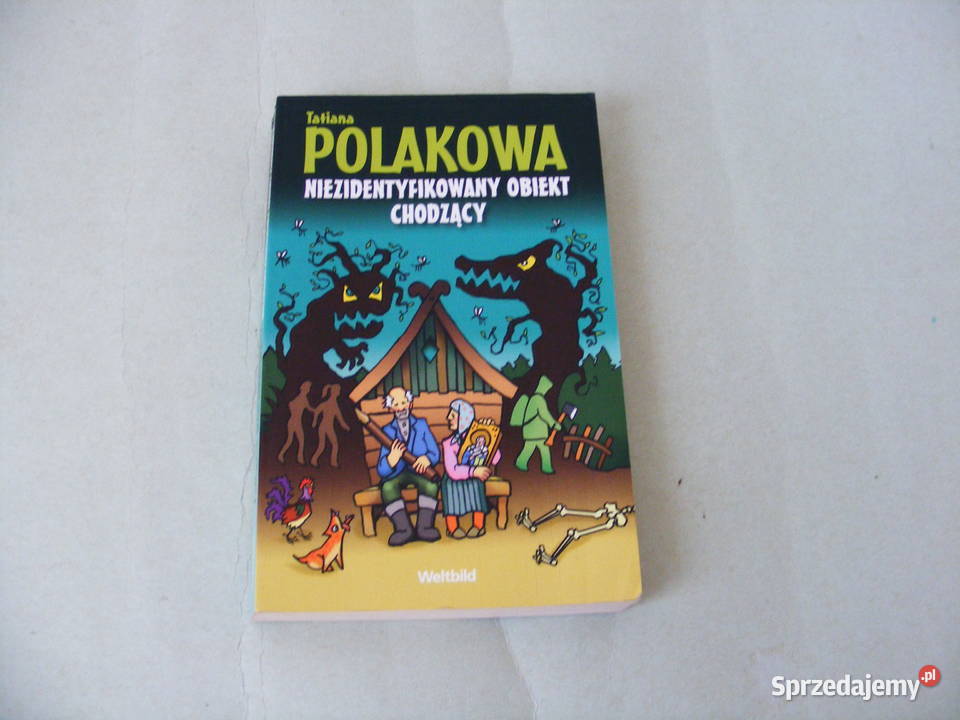 Tatiana
POLAKOWA
NIEZIDENTYFIKOWANY OBIEKT
CHODZĄCY
Weltbild
Sprzedajemy.pl